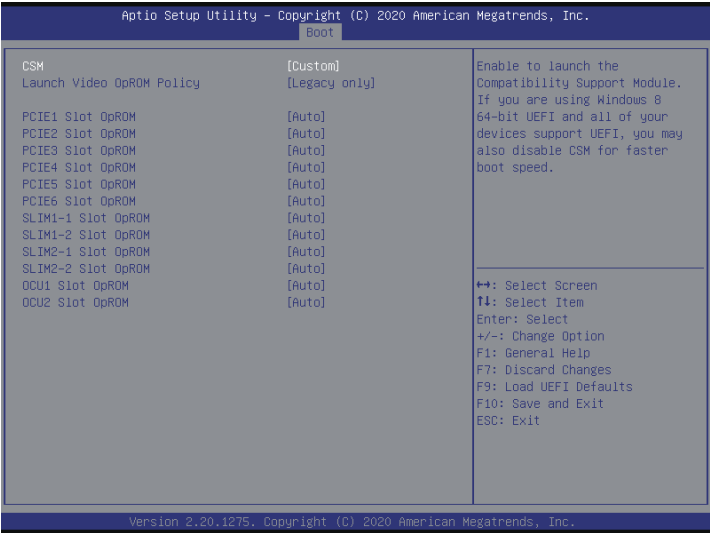 Aptio Setup Utility – Copyright (C) 2020 American Megatrends, Inc.
Boot
CSM [Custom]
Launch Video OpROM Policy [Legacy only]
PCIE1 Slot OpROM [Auto]
PCIE2 Slot OpROM [Auto]
PCIE3 Slot OpROM [Auto]
PCIE4 Slot OpROM [Auto]
PCIE5 Slot OpROM [Auto]
PCIE6 Slot OpROM [Auto]
SLIM1-1 Slot OpROM [Auto]
SLIM1-2 Slot OpROM [Auto]
SLIM2-1 Slot OpROM [Auto]
SLIM2-2 Slot OpROM [Auto]
OCU1 Slot OpROM [Auto]
OCU2 Slot OpROM [Auto]
Enable to launch the
Compatibility Support Module.
If you are using Windows 8
64-bit UEFI and all of your
devices support UEFI, you may
also disable CSM for faster
boot speed.
↔: Select Screen
↑↓: Select Item
Enter: Select
+/-: Change Option
F1: General Help
F7: Discard Changes
F9: Load UEFI Defaults
F10: Save and Exit
ESC: Exit
Version 2.20.1275. Copyright (C) 2020 American Megatrends, Inc.